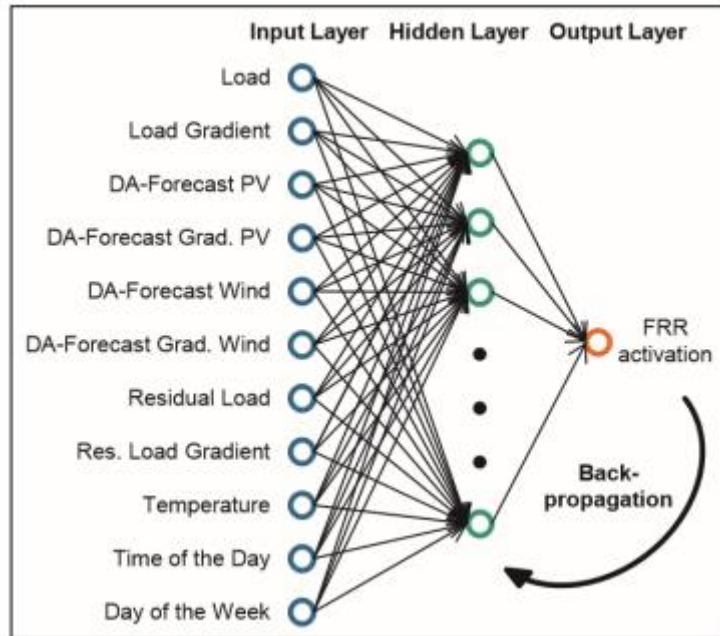 Input Layer Hidden Layer Output Layer
Load
Load Gradient
DA-Forecast PV
DA-Forecast Grad. PV
DA-Forecast Wind
DA-Forecast Grad. Wind
Residual Load
Res. Load Gradient
Temperature
Time of the Day
Day of the Week
FRR
activation
Back-
propagation